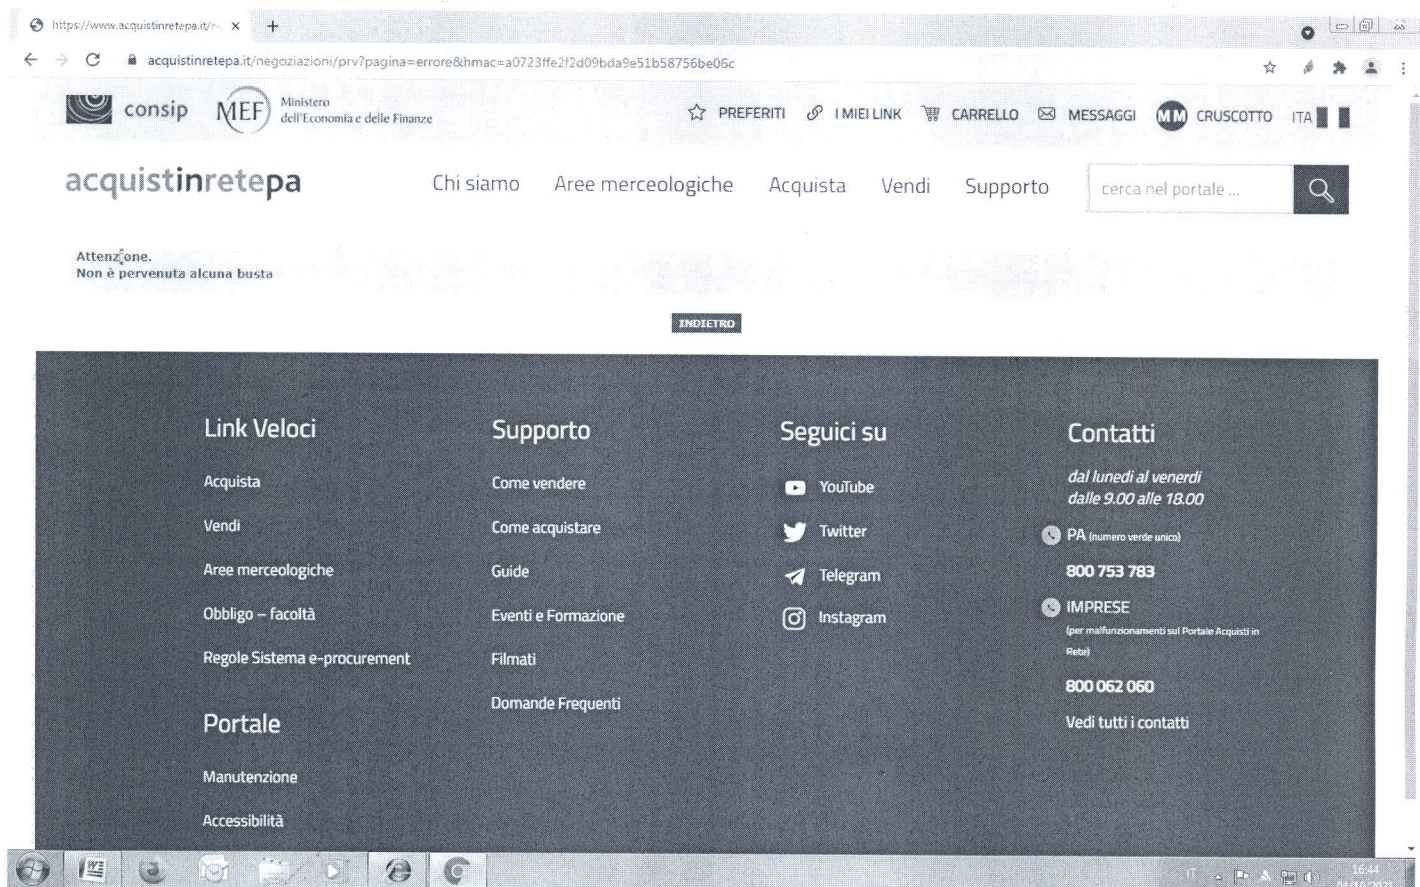 https://www.acquistinretepa.it/n
acquistinretepa.it/negoziazioni/prv?pagina=errore&hmac=a0723ffe2f2d09bda9e51b58756be06c
consip MEF Ministero
dell'Economia e delle Finanze
PREFERITI I MIEI LINK CARRELLO MESSAGGI MM CRUSCOTTO ITA
acquistinretepa
Chi siamo Aree merceologiche Acquista Vendi Supporto cerca nel portale ...
Attenzione.
Non è pervenuta alcuna busta
INDIETRO
Link Veloci
Acquista
Vendi
Aree merceologiche
Obbligo – facoltà
Regole Sistema e-procurement
Portale
Manutenzione
Accessibilità
Supporto
Come vendere
Come acquistare
Guide
Eventi e Formazione
Filmati
Domande Frequenti
Seguici su
YouTube
Twitter
Telegram
Instagram
Contatti
dal lunedì al venerdì
dalle 9.00 alle 18.00
PA (numero verde unico)
800 753 783
IMPRESE
(per malfunzionamenti sul Portale Acquisti in
Rete)
800 062 060
Vedi tutti i contatti
IT
16:44